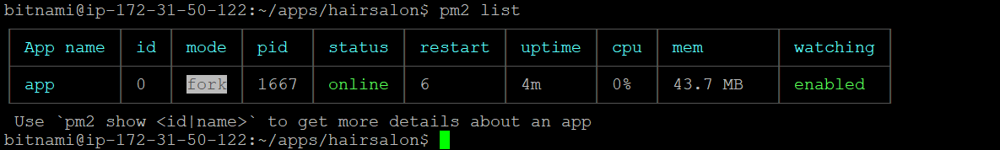 bitnami@ip-172-31-50-122:~/apps/hairsalon$ pm2 list
App name id mode pid status restart uptime cpu mem watching
app 0 fork 1667 online 6 4m 0% 43.7 MB enabled
Use `pm2 show <id|name>` to get more details about an app
bitnami@ip-172-31-50-122:~/apps/hairsalon$